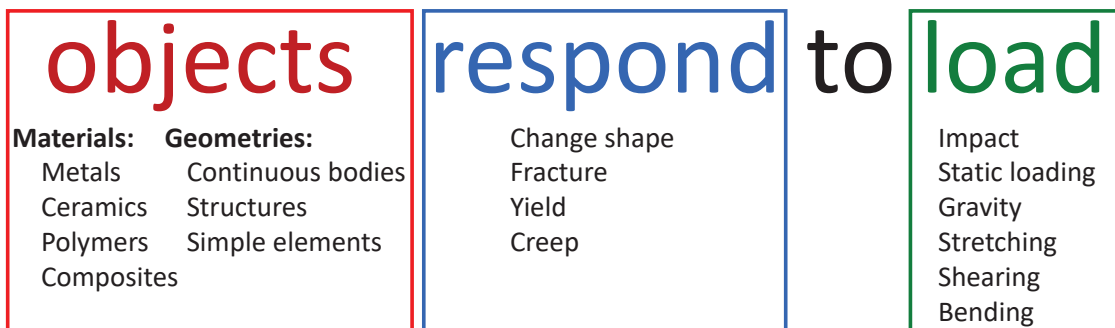 objects respond to load
Materials: Geometries:
Metals Continuous bodies
Ceramics Structures
Polymers Simple elements
Composites
Change shape
Fracture
Yield
Creep
Impact
Static loading
Gravity
Stretching
Shearing
Bending